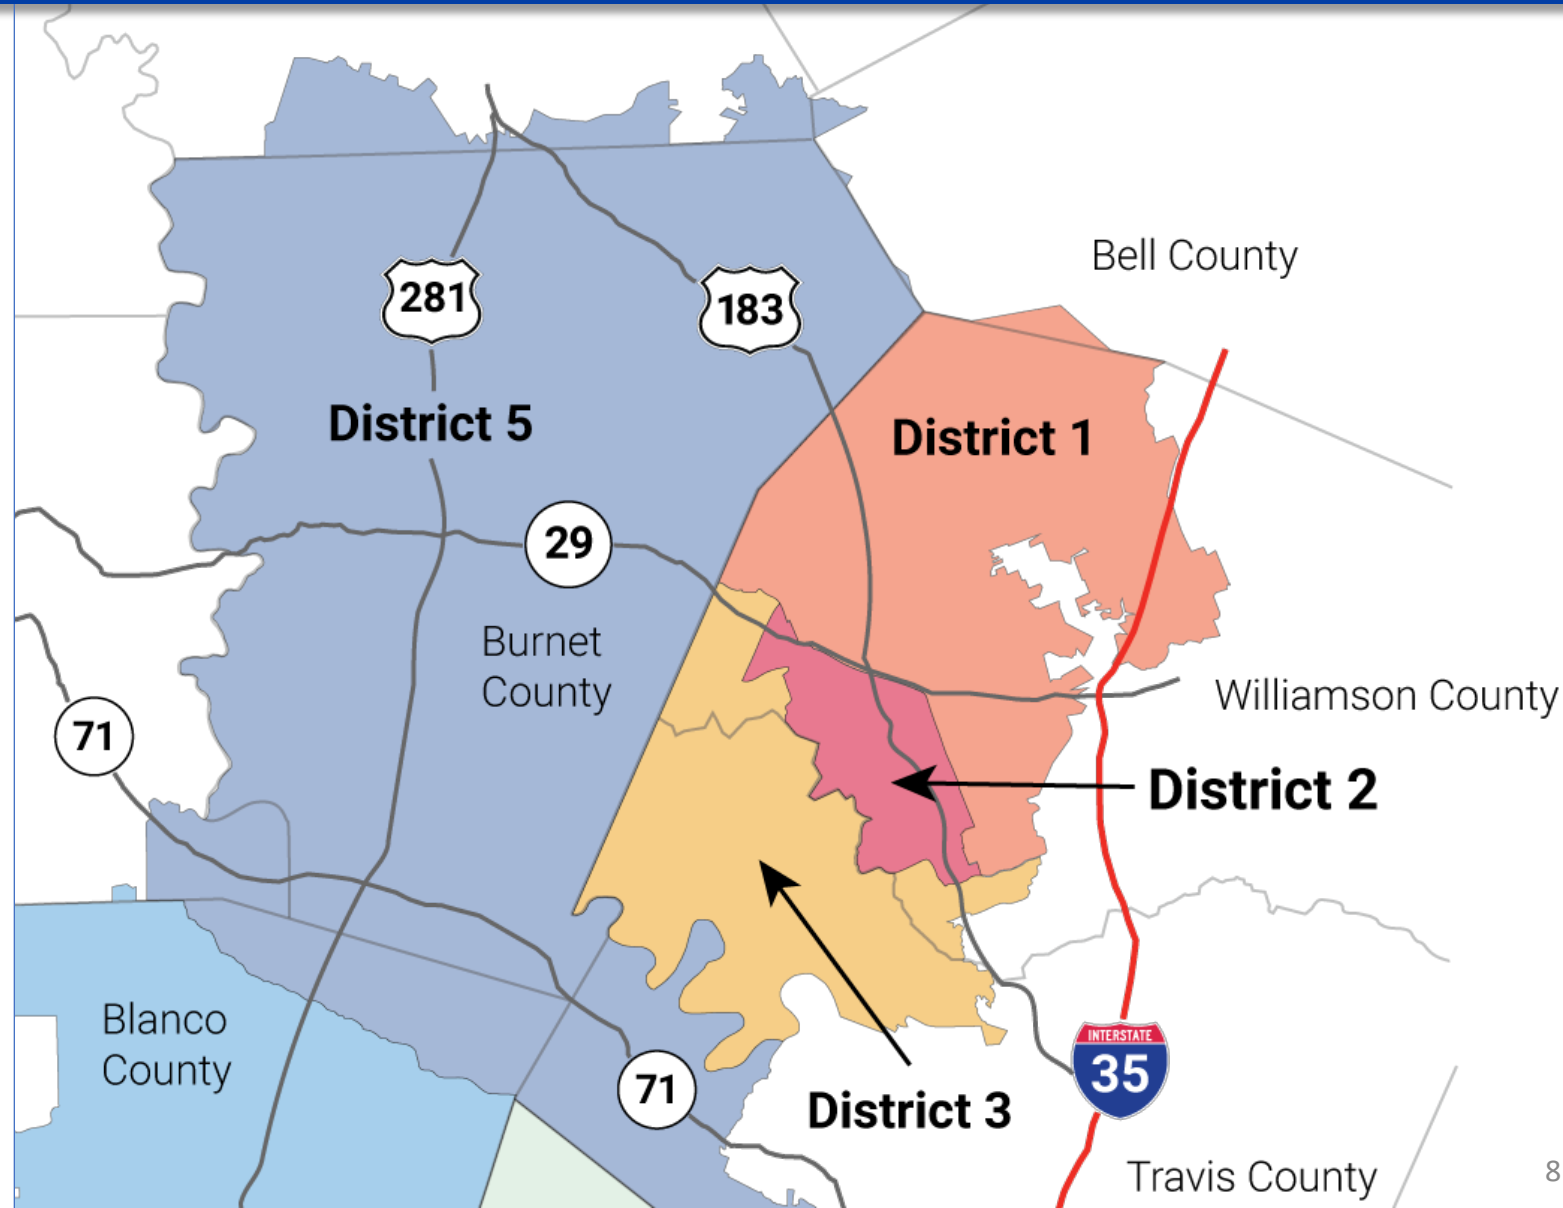 Bell County
281
183
District 5
District 1
29
Burnet
County
Williamson County
71
District 2
Blanco
County
INTERSTATE
35
71
District 3
Travis County
8